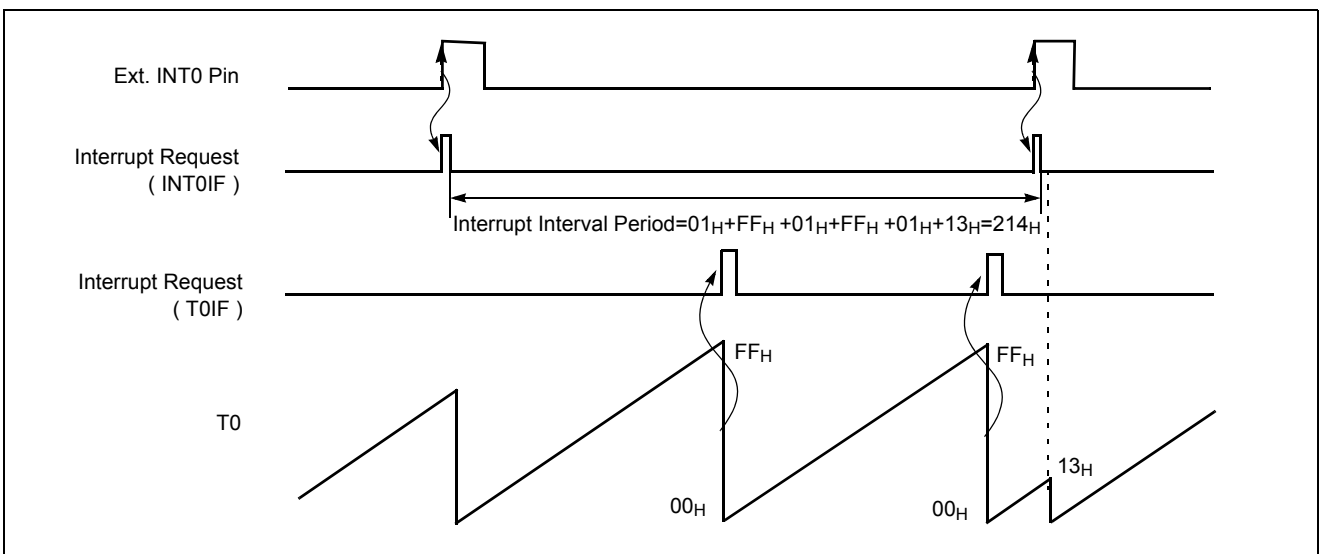 Ext. INT0 Pin
Interrupt Request
( INT0IF )
Interrupt Interval Period=01H+FFH +01H+FFH +01H+13H=214H
Interrupt Request
( T0IF )
FFH
FFH
T0
13H
00H
00H